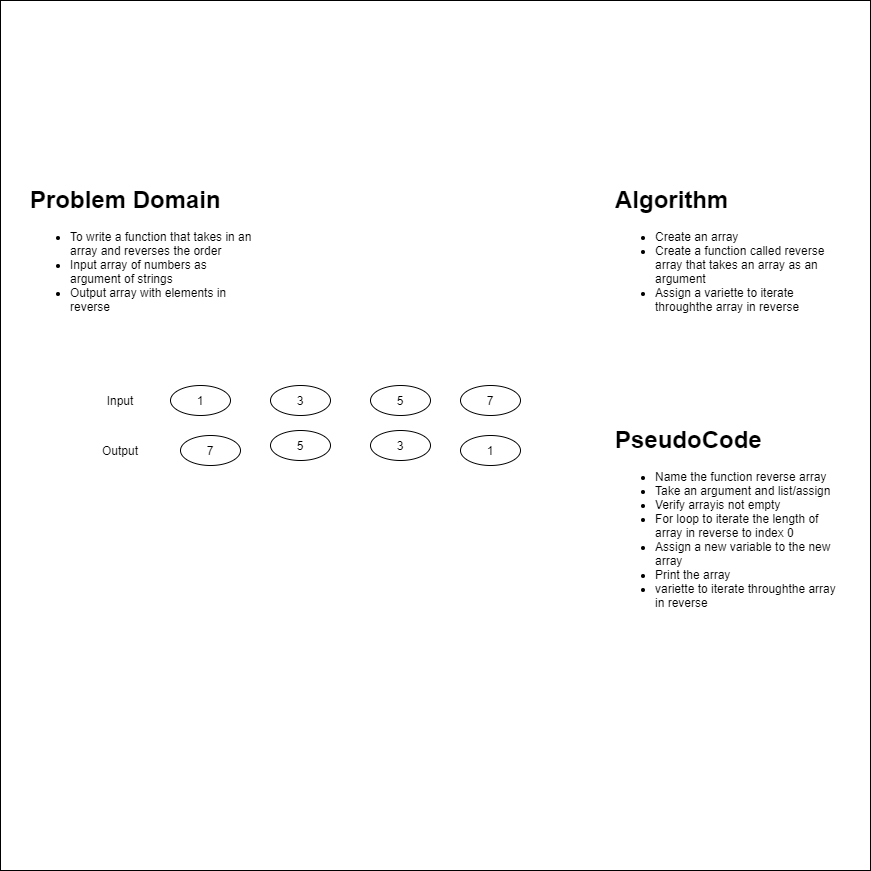 Problem Domain
To write a function that takes in an
array and reverses the order
Input array of numbers as
argument of strings
Output array with elements in
reverse
Input 1 3 5 7
Output 7 5 3 1
Algorithm
Create an array
Create a function called reverse
array that takes an array as an
argument
Assign a variette to iterate
throughthe array in reverse
PseudoCode
Name the function reverse array
Take an argument and list/assign
Verify arrayis not empty
For loop to iterate the length of
array in reverse to index 0
Assign a new variable to the new
array
Print the array
variette to iterate throughthe array
in reverse